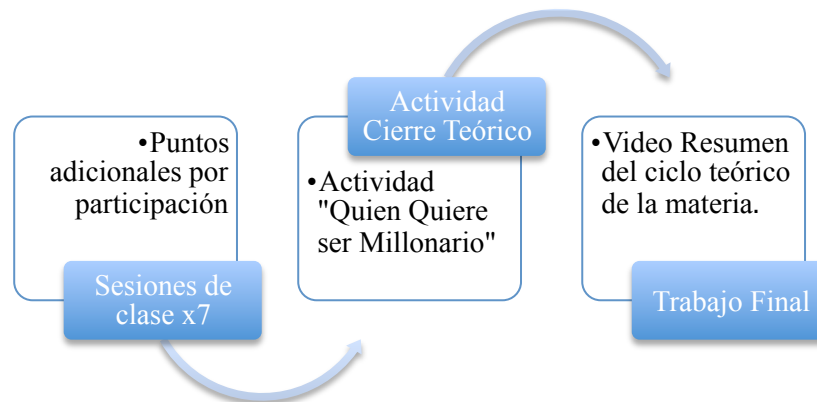 •Puntos
adicionales por
participación
Sesiones de
clase x7
Actividad
Cierre Teórico
•Actividad
"Quien Quiere
ser Millonario"
•Video Resumen
del ciclo teórico
de la materia.
Trabajo Final